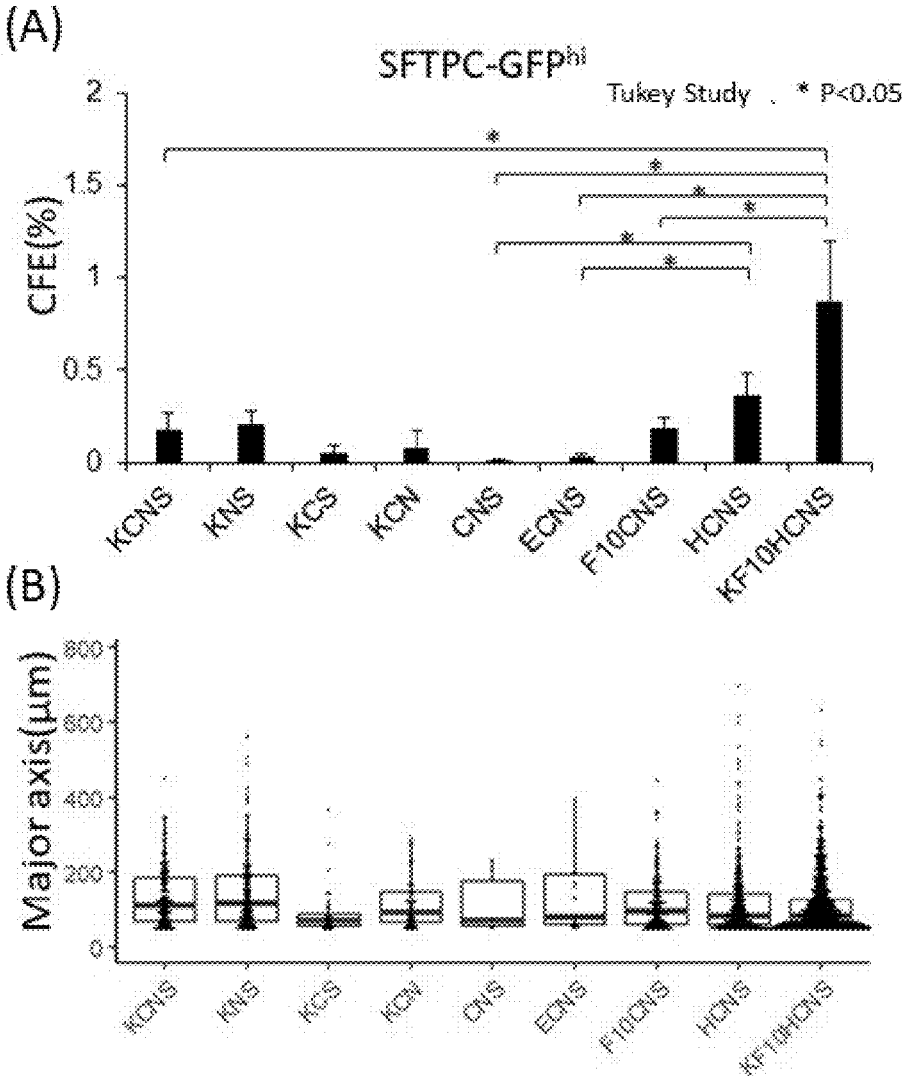 (A)
SFTPC-GFPhi
Tukey Study . * P<0.05
2
1.5
1
0.5
0
CFE(%)
*
*
*
*
*
*
KCNS
KNS
KCS
KCN
CNS
ECNS
F10CNS
HCNS
KF10HCNS
(B)
800
600
400
200
0
Major axis(μm)
KCNS
KNS
KCS
KCN
CNS
ECNS
F10CNS
HCNS
KF10HCNS